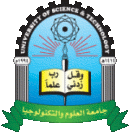 UNIVERSITY OF SCIENCE & TECHNOLOGY
وقل رب
زدني علما
جامعة العلوم والتكنولوجيا